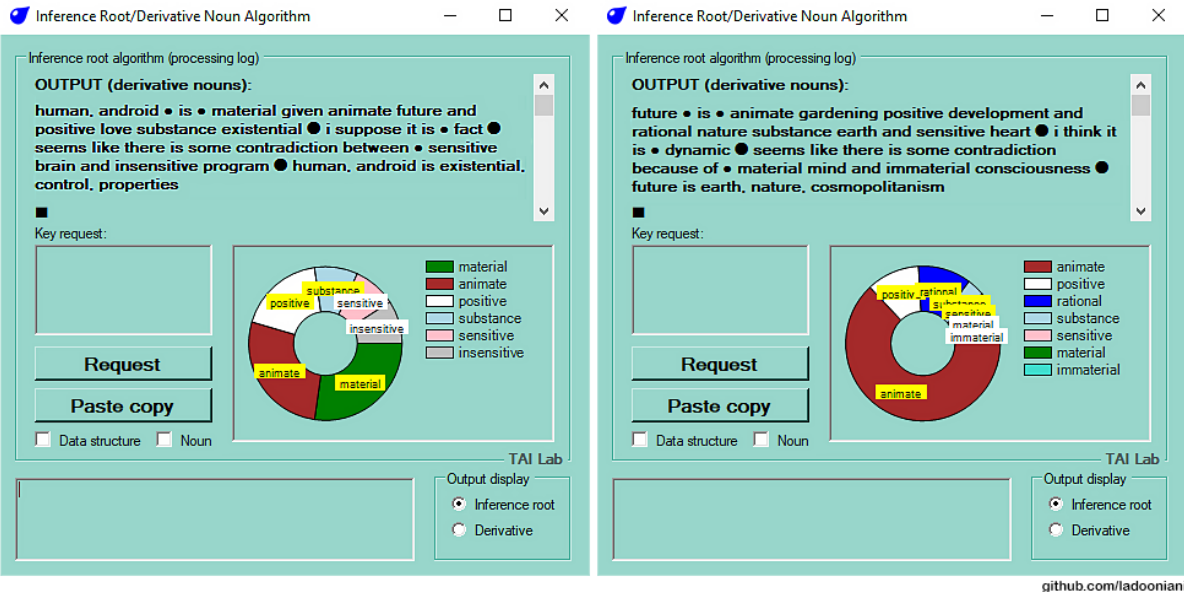 Inference Root/Derivative Noun Algorithm
Inference root algorithm (processing log)
OUTPUT (derivative nouns):
human, android ● is ● material given animate future and
positive love substance existential ● i suppose it is ● fact ●
seems like there is some contradiction between ● sensitive
brain and insensitive program ● human, android is existential,
control, properties
■
Key request:
positive
substance
sensitive
insensitive
animate
material
material
animate
positive
substance
sensitive
insensitive
Request
Paste copy
Data structure
Noun
TAI Lab
Output display
Inference root
Derivative
Inference Root/Derivative Noun Algorithm
Inference root algorithm (processing log)
OUTPUT (derivative nouns):
future ● is ● animate gardening positive development and
rational nature substance earth and sensitive heart ● i think it
is ● dynamic ● seems like there is some contradiction
because of ● material mind and immaterial consciousness ●
future is earth, nature, cosmopolitanism
■
Key request:
positiv
rational
substance
sensitive
material
immaterial
animate
animate
positive
rational
substance
sensitive
material
immaterial
Request
Paste copy
Data structure
Noun
TAI Lab
Output display
Inference root
Derivative
github.com/ladoonian